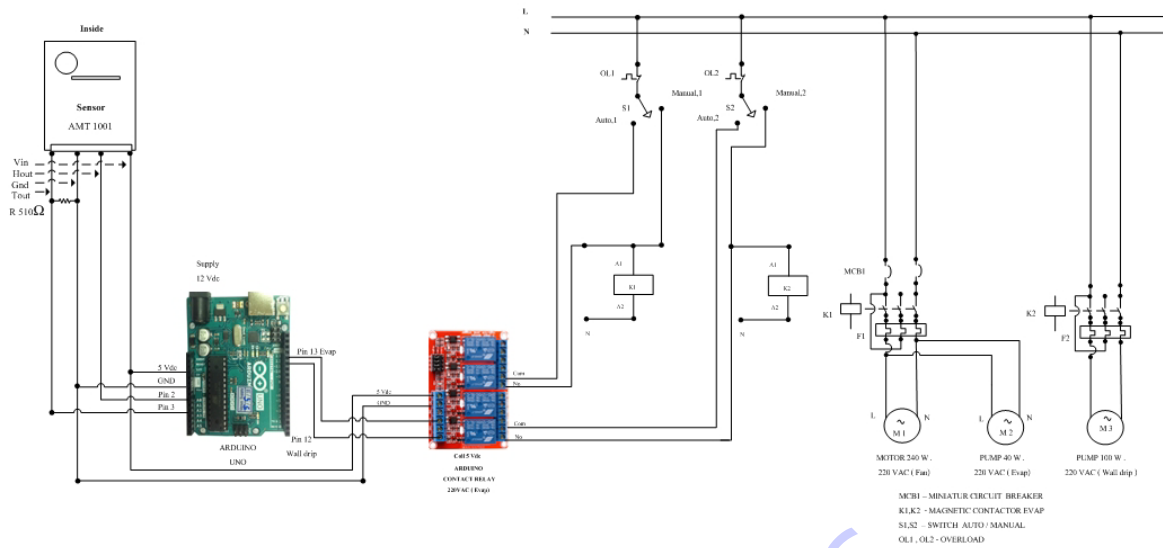 L
N
Inside
Sensor
AMT 1001
Vin
Hout
Gnd
Tout
R 510Ω
OL1
S1
Manual,1
Auto,1
OL2
S2
Manual,2
Auto,2
A1
K1
A2
N
A1
K2
A2
N
MCB1
K1
F1
K2
F2
Supply
12 Vdc
5 Vdc
GND
Pin 2
Pin 3
ARDUINO
UNO
Pin 13 Evap
Pin 12
Wall drip
5 Vdc
GND
Com
No
Com
No
Coil 5 Vdc
ARDUINO
CONTACT RELAY
220VAC ( Evap)
L
N
M 1
L
N
M 2
M 3
MOTOR 240 W .
220 VAC ( Fan)
PUMP 40 W .
220 VAC ( Evap)
PUMP 100 W .
220 VAC ( Wall drip )
MCB1 – MINIATUR CIRCUIT BREAKER
K1,K2 - MAGNETIC CONTACTOR EVAP
S1,S2 – SWITCH AUTO / MANUAL
OL1 , OL2 - OVERLOAD